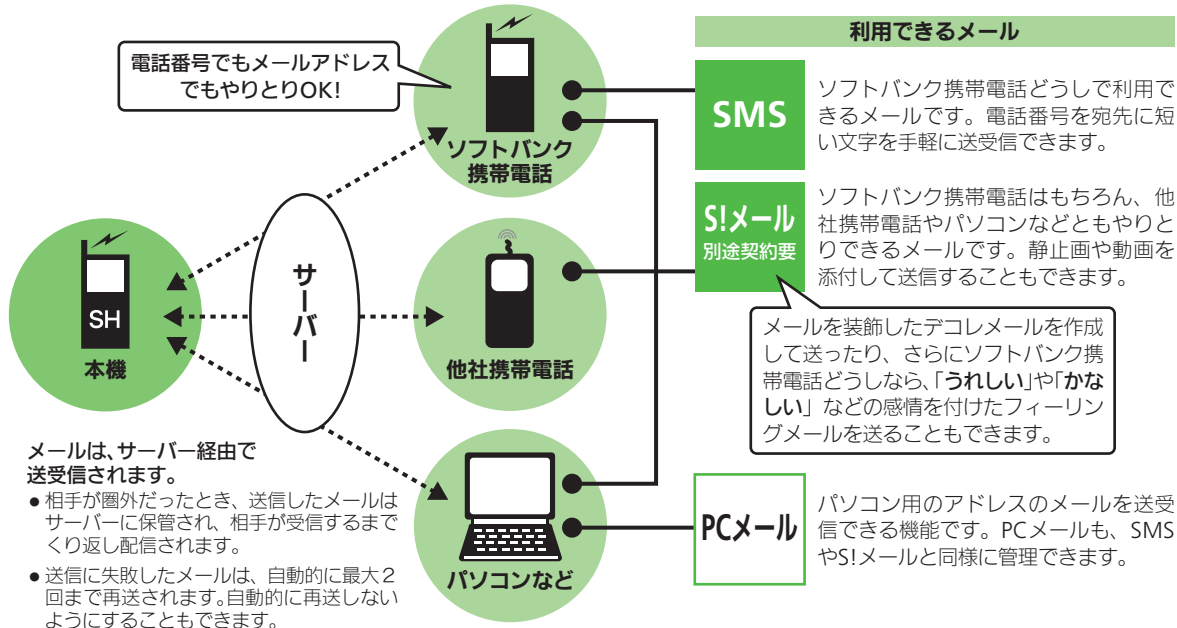 電話番号でもメールアドレス
でもやりとりOK!
ソフトバンク
携帯電話
サーバー
SH
本機
他社携帯電話
パソコンなど
メールは、サーバー経由で
送受信されます。
●相手が圏外だったとき、送信したメールは
サーバーに保管され、相手が受信するまで
くり返し配信されます。
●送信に失敗したメールは、自動的に最大2
回まで再送されます。自動的に再送しない
ようにすることもできます。
利用できるメール
SMS
ソフトバンク携帯電話どうしで利用で
きるメールです。電話番号を宛先に短
い文字を手軽に送受信できます。
S!メール
別途契約要
ソフトバンク携帯電話はもちろん、他
社携帯電話やパソコンなどともやりと
りできるメールです。静止画や動画を
添付して送信することもできます。
メールを装飾したデコレメールを作成
して送ったり、さらにソフトバンク携
帯電話どうしなら、「うれしい」や「かな
しい」などの感情を付けたフィーリン
グメールを送ることもできます。
PCメール
パソコン用のアドレスのメールを送受
信できる機能です。PCメールも、SMS
やS!メールと同様に管理できます。